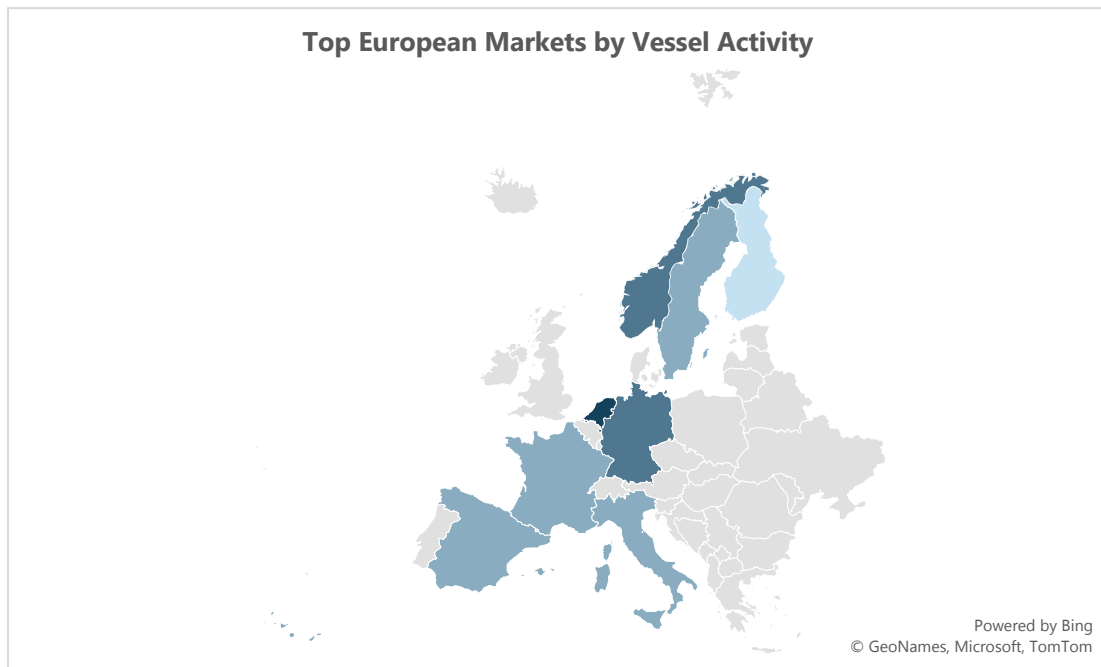 Top European Markets by Vessel Activity
Powered by Bing
© GeoNames, Microsoft, TomTom